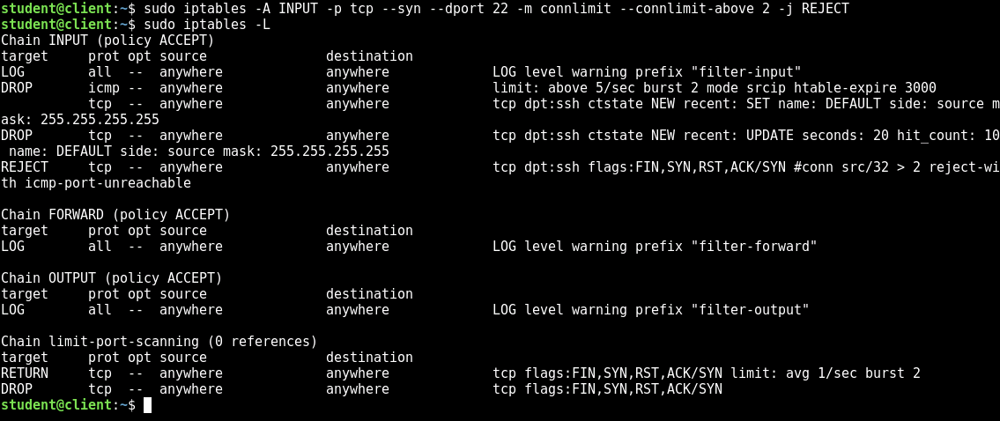 student@client:~$ sudo iptables -A INPUT -p tcp --syn --dport 22 -m connlimit --connlimit-above 2 -j REJECT
student@client:~$ sudo iptables -L
Chain INPUT (policy ACCEPT)
target     prot opt source               destination
LOG        all  --  anywhere             anywhere             LOG level warning prefix "filter-input"
DROP       icmp --  anywhere             anywhere             limit: above 5/sec burst 2 mode srcip htable-expire 3000
           tcp  --  anywhere             anywhere             tcp dpt:ssh ctstate NEW recent: SET name: DEFAULT side: source m
ask: 255.255.255.255
DROP       tcp  --  anywhere             anywhere             tcp dpt:ssh ctstate NEW recent: UPDATE seconds: 20 hit_count: 10
 name: DEFAULT side: source mask: 255.255.255.255
REJECT     tcp  --  anywhere             anywhere             tcp dpt:ssh flags:FIN,SYN,RST,ACK/SYN #conn src/32 > 2 reject-wi
th icmp-port-unreachable

Chain FORWARD (policy ACCEPT)
target     prot opt source               destination
LOG        all  --  anywhere             anywhere             LOG level warning prefix "filter-forward"

Chain OUTPUT (policy ACCEPT)
target     prot opt source               destination
LOG        all  --  anywhere             anywhere             LOG level warning prefix "filter-output"

Chain limit-port-scanning (0 references)
target     prot opt source               destination
RETURN     tcp  --  anywhere             anywhere             tcp flags:FIN,SYN,RST,ACK/SYN limit: avg 1/sec burst 2
DROP       tcp  --  anywhere             anywhere             tcp flags:FIN,SYN,RST,ACK/SYN
student@client:~$